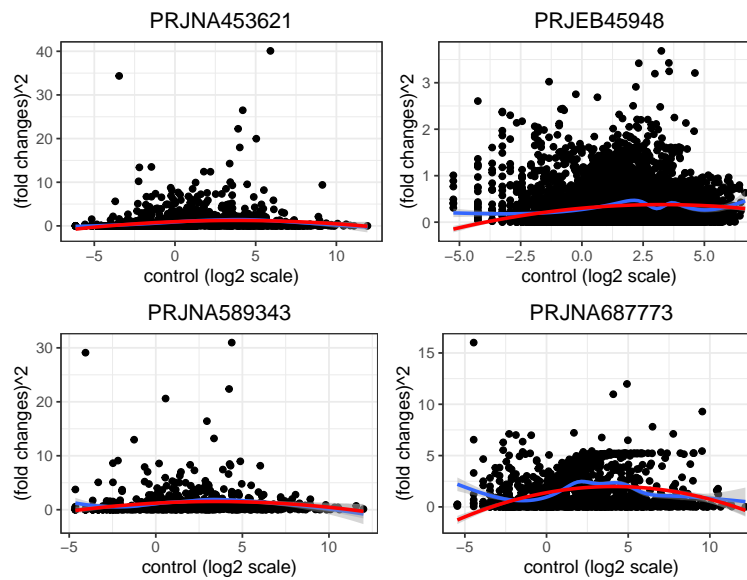 PRJNA453621
(fold changes)^2
40
30
20
10
0
−5
0
5
10
control (log2 scale)
PRJEB45948
(fold changes)^2
3
2
1
0
−5.0
−2.5
0.0
2.5
5.0
control (log2 scale)
PRJNA589343
(fold changes)^2
30
20
10
0
−5
0
5
10
control (log2 scale)
PRJNA687773
(fold changes)^2
15
10
5
0
−5
0
5
10
control (log2 scale)